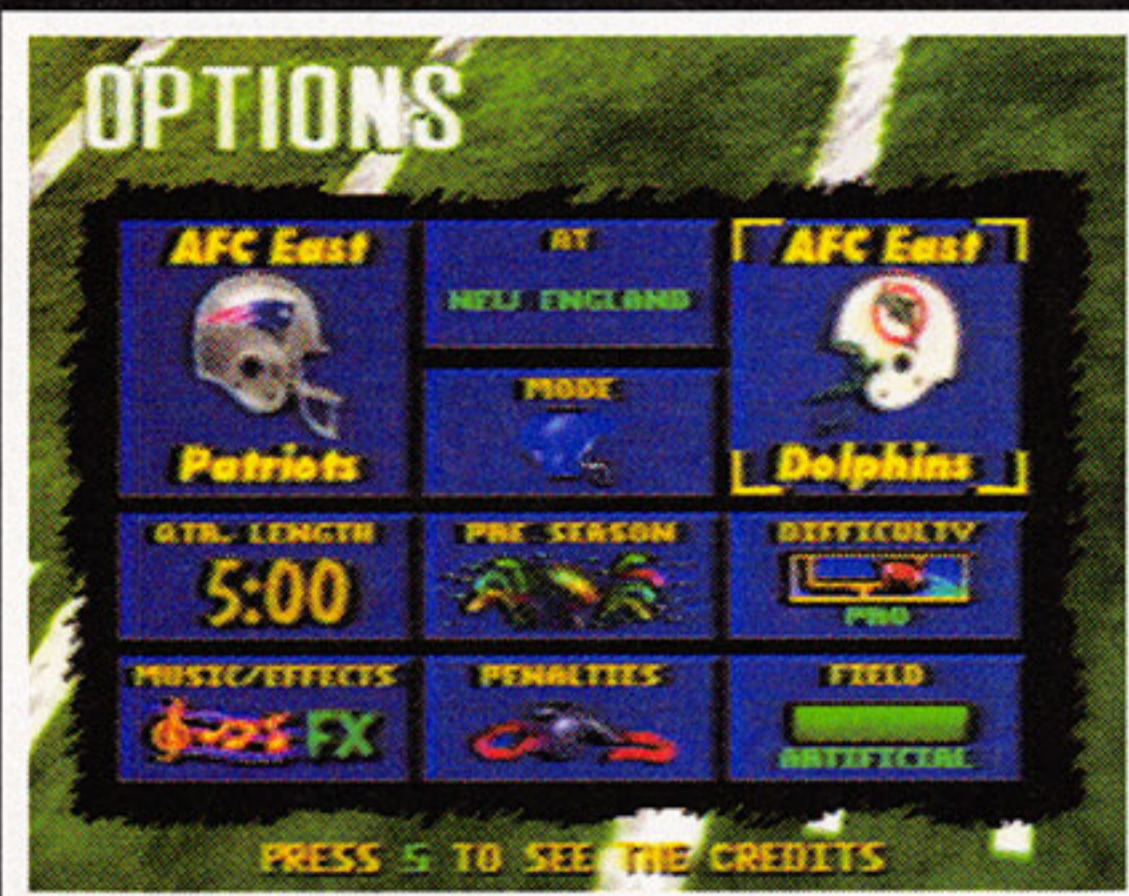 OPTIONS
AFC East
Patriots
AT
NEW ENGLAND
AFC East
Dolphins
MODE
QTR. LENGTH
5:00
PRE SEASON
DIFFICULTY
PRO
MUSIC/EFFECTS
FX
PENALTIES
FIELD
ARTIFICIAL
PRESS S TO SEE THE CREDITS